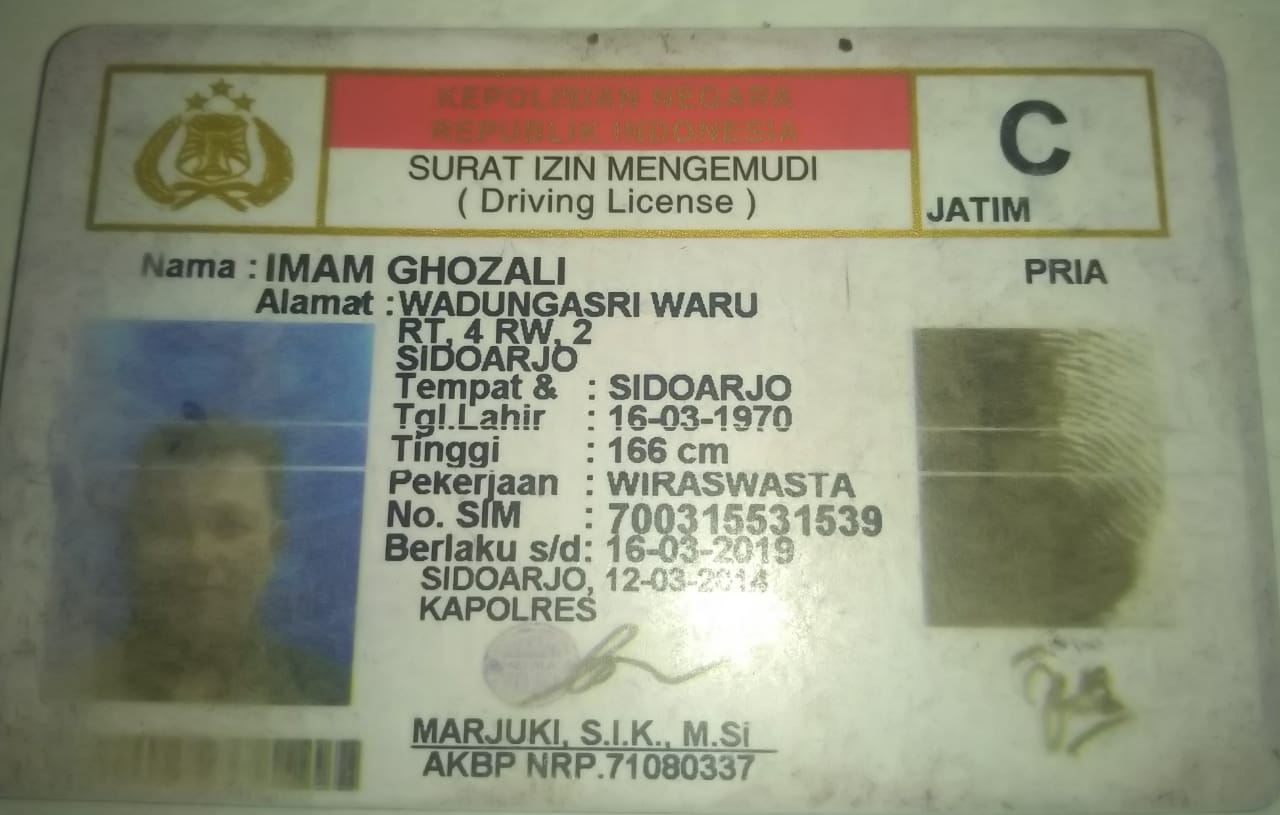 KEPOLISIAN NEGARA
REPUBLIK INDONESIA
SURAT IZIN MENGEMUDI
( Driving License )
C
JATIM
Nama : IMAM GHOZALI
PRIA
Alamat : WADUNGASRI WARU
RT, 4 RW, 2
SIDOARJO
Tempat & : SIDOARJO
Tgl.Lahir : 16-03-1970
Tinggi : 166 cm
Pekerjaan : WIRASWASTA
No. SIM : 700315531539
Berlaku s/d: 16-03-2019
SIDOARJO, 12-03-2014
KAPOLRES
MARJUKI, S.I.K., M.Si
AKBP NRP.71080337